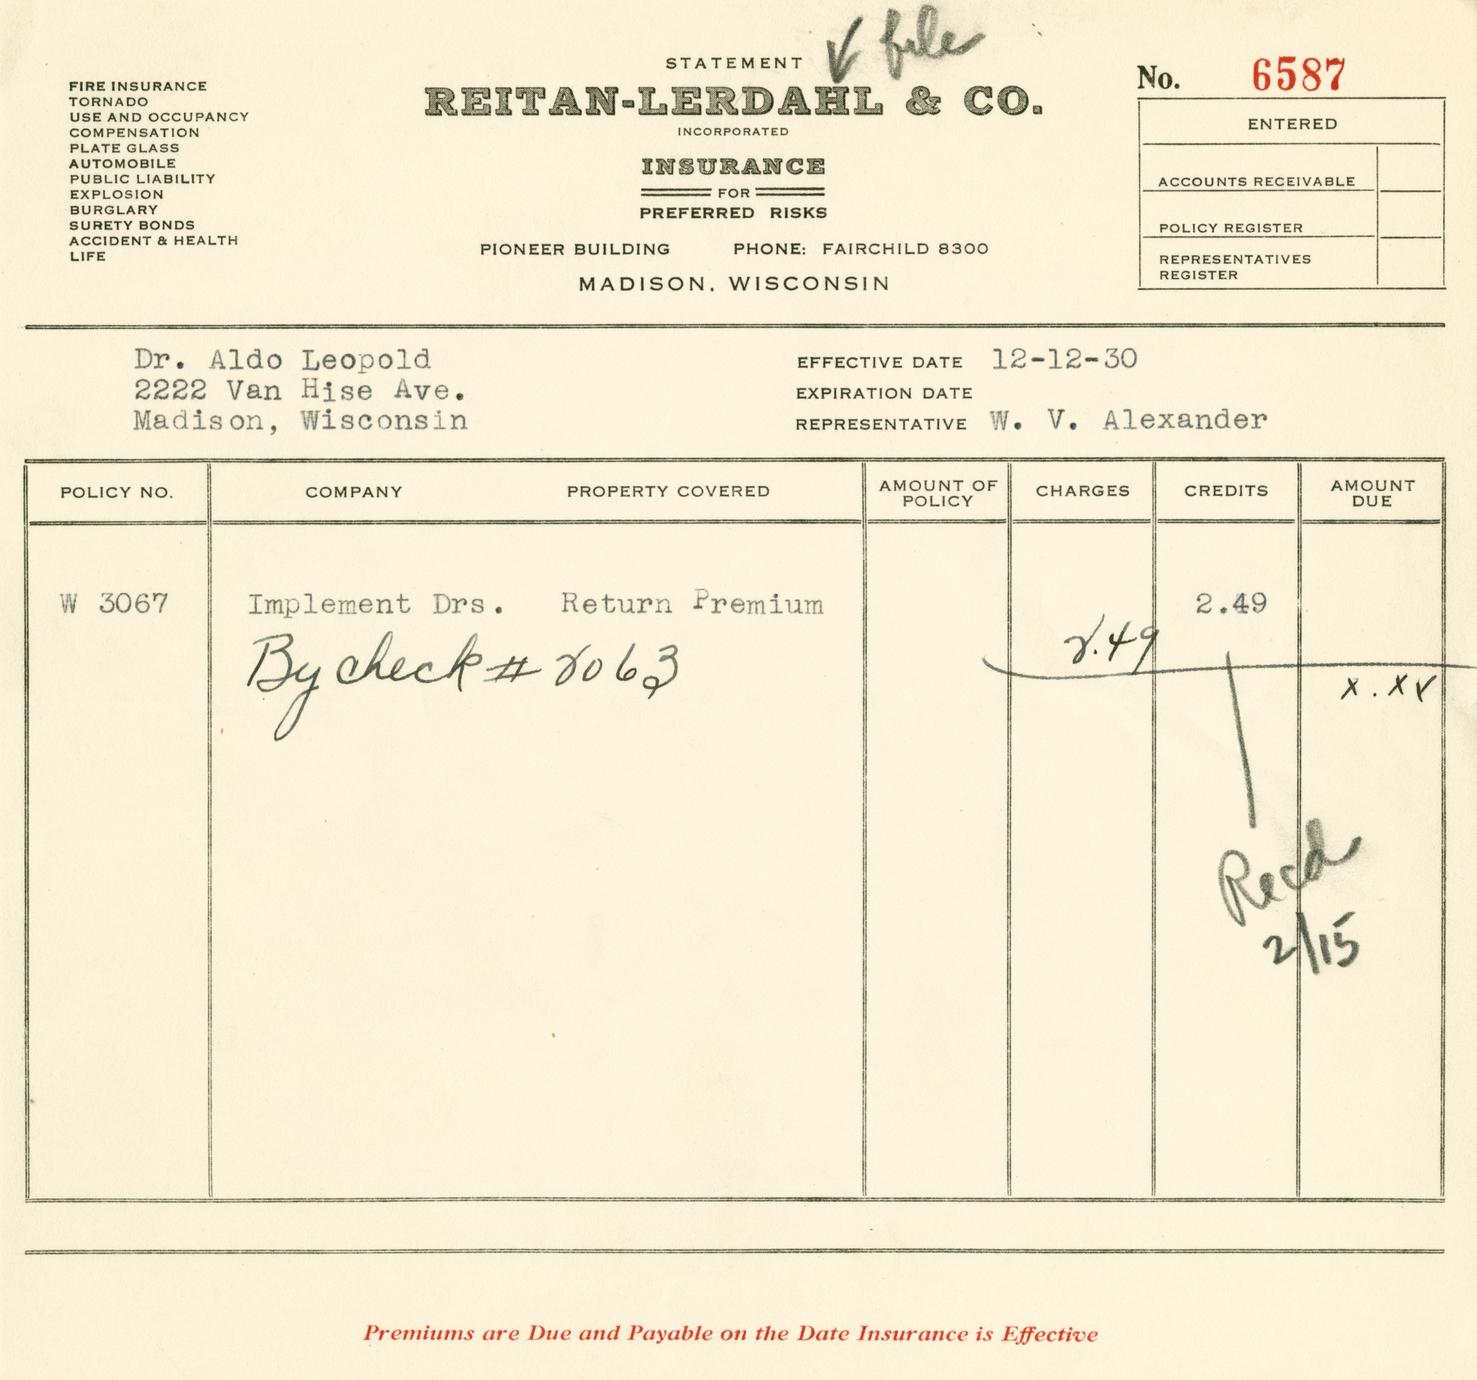 file
STATEMENT
REITAN-LERDAHL & CO.
INCORPORATED
INSURANCE
FOR
PREFERRED RISKS
PIONEER BUILDING PHONE: FAIRCHILD 8300
MADISON, WISCONSIN
FIRE INSURANCE
TORNADO
USE AND OCCUPANCY
COMPENSATION
PLATE GLASS
AUTOMOBILE
PUBLIC LIABILITY
EXPLOSION
BURGLARY
SURETY BONDS
ACCIDENT & HEALTH
LIFE
No. 6587
ENTERED
ACCOUNTS RECEIVABLE
POLICY REGISTER
REPRESENTATIVES
REGISTER
Dr. Aldo Leopold
2222 Van Hise Ave.
Madison, Wisconsin
EFFECTIVE DATE 12-12-30
EXPIRATION DATE
REPRESENTATIVE W. V. Alexander
POLICY NO. COMPANY PROPERTY COVERED AMOUNT OF POLICY CHARGES CREDITS AMOUNT DUE
W 3067 Implement Drs. Return Premium 2.49
By check # 2063 2.49
x.xx
Recd
2/15
Premiums are Due and Payable on the Date Insurance is Effective